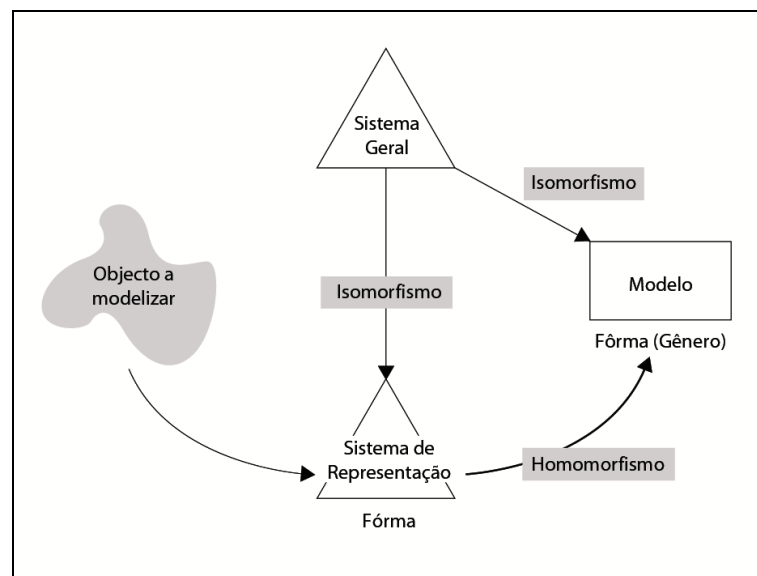 Sistema
Geral
Isomorfismo
Objecto a
modelizar
Isomorfismo
Modelo
Fôrma (Gênero)
Sistema de
Representação
Homomorfismo
Fórma